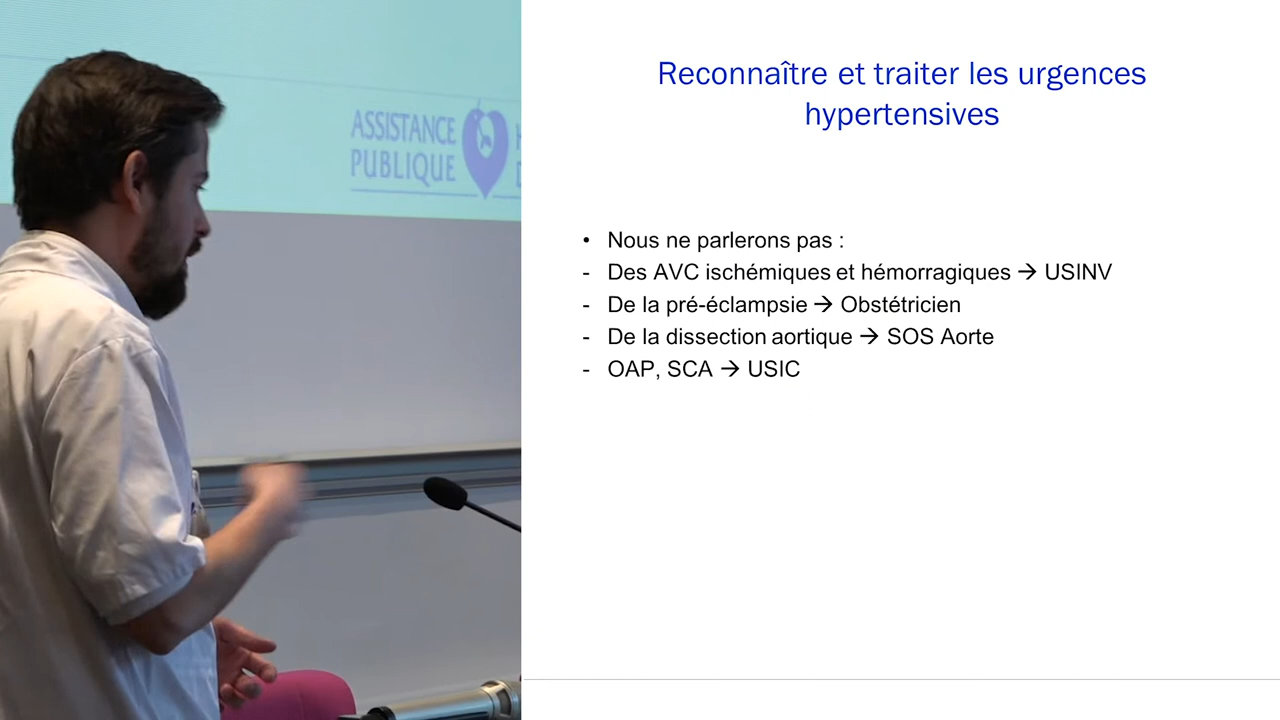 ASSISTANCE
PUBLIQUE
Reconnaître et traiter les urgences
hypertensives
• Nous ne parlerons pas :
- Des AVC ischémiques et hémorragiques → USINV
- De la pré-éclampsie → Obstétricien
- De la dissection aortique → SOS Aorte
- OAP, SCA → USIC